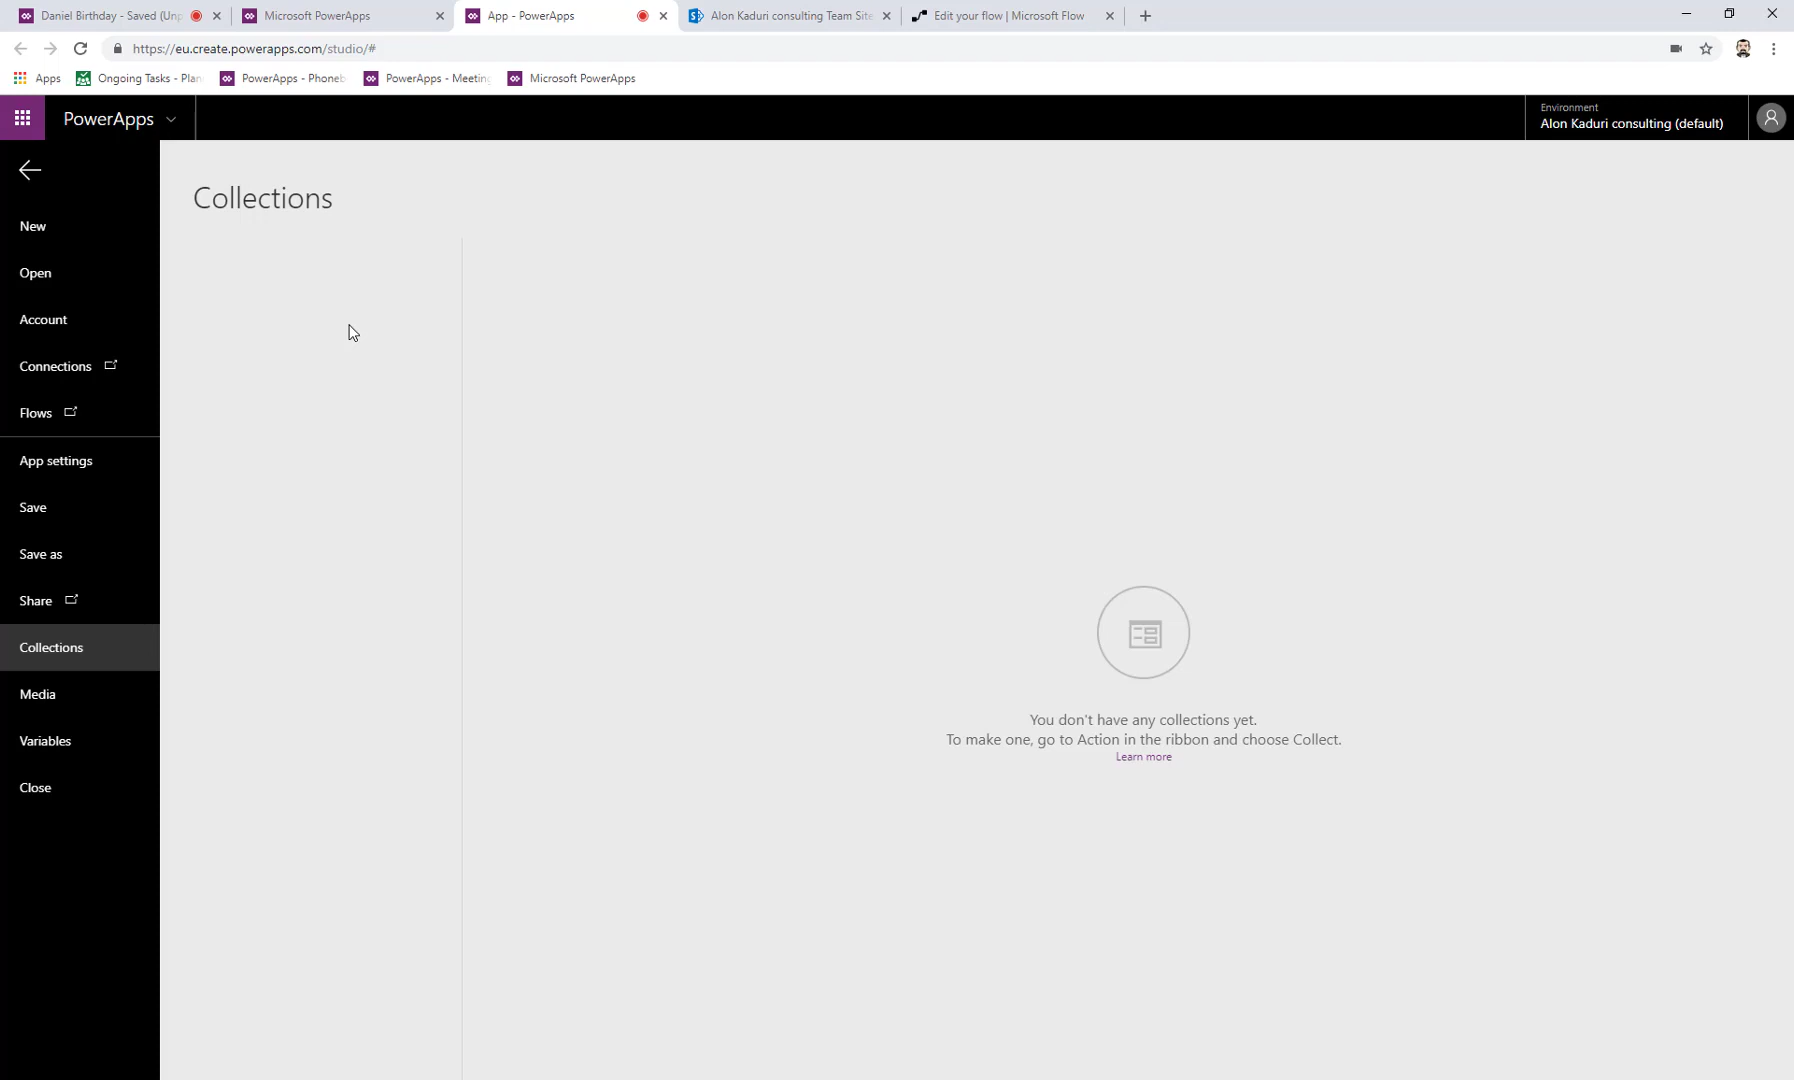 Daniel Birthday - Saved (Unp
Microsoft PowerApps
App - PowerApps
Alon Kaduri consulting Team Site
Edit your flow | Microsoft Flow
https://eu.create.powerapps.com/studio/#
Apps
Ongoing Tasks - Plan
PowerApps - Phoneb
PowerApps - Meeting
Microsoft PowerApps
PowerApps
Environment
Alon Kaduri consulting (default)
Collections
New
Open
Account
Connections
Flows
App settings
Save
Save as
Share
Collections
Media
Variables
Close
You don't have any collections yet.
To make one, go to Action in the ribbon and choose Collect.
Learn more